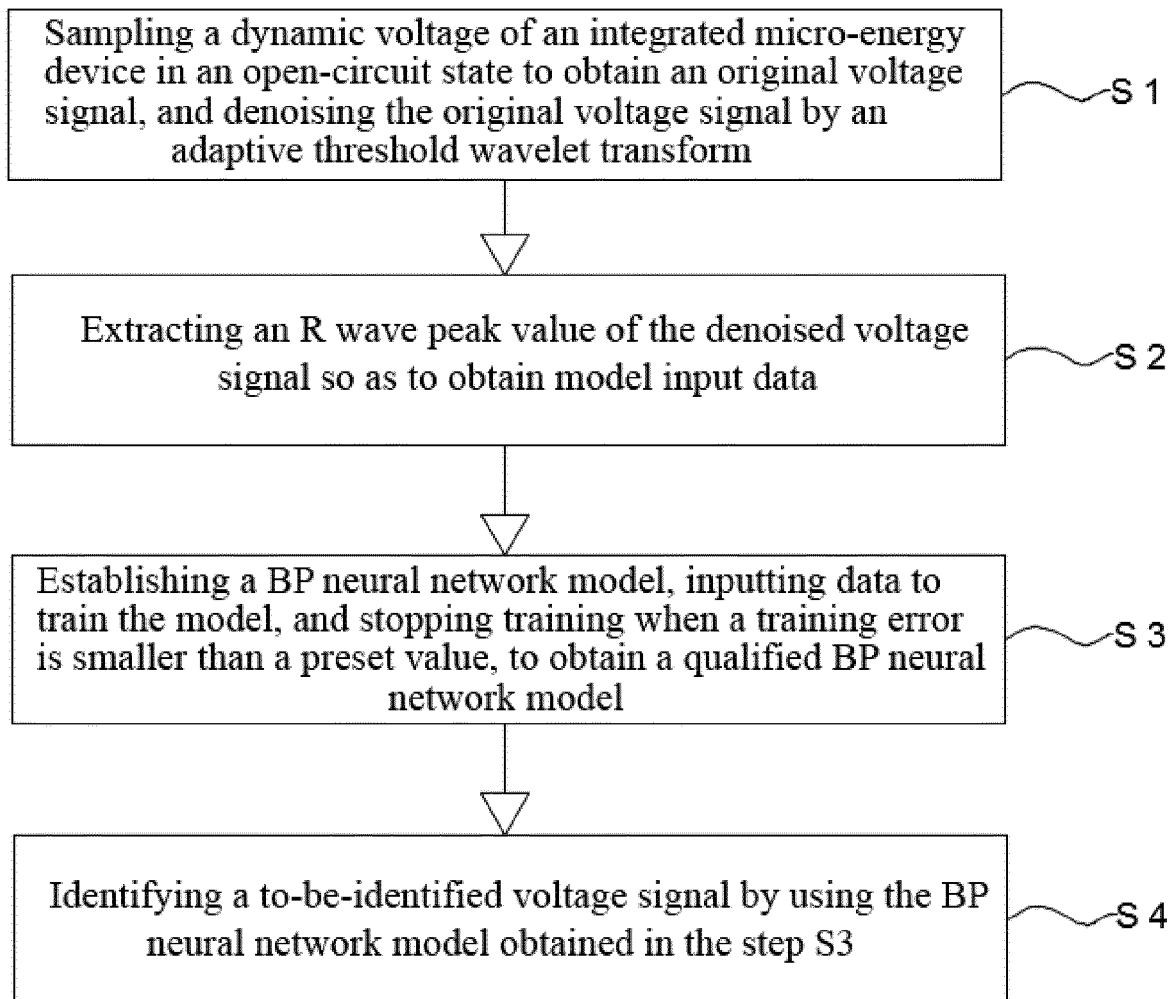 Sampling a dynamic voltage of an integrated micro-energy
device in an open-circuit state to obtain an original voltage
signal, and denoising the original voltage signal by an
adaptive threshold wavelet transform
S 1
Extracting an R wave peak value of the denoised voltage
signal so as to obtain model input data
S 2
Establishing a BP neural network model, inputting data to
train the model, and stopping training when a training error
is smaller than a preset value, to obtain a qualified BP neural
network model
S 3
Identifying a to-be-identified voltage signal by using the BP
neural network model obtained in the step S3
S 4